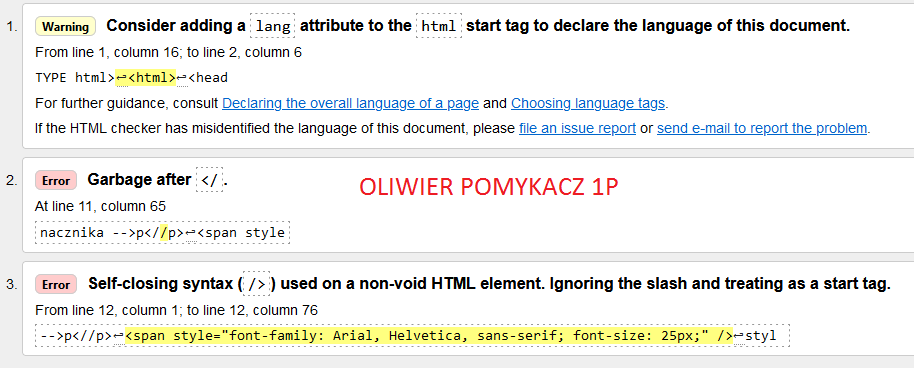 1. Warning Consider adding a lang attribute to the html start tag to declare the language of this document.
From line 1, column 16; to line 2, column 6
TYPE html>↩<html>↩<head
For further guidance, consult Declaring the overall language of a page and Choosing language tags.
If the HTML checker has misidentified the language of this document, please file an issue report or send e-mail to report the problem.
2. Error Garbage after </.
OLIWIER POMYKACZ 1P
At line 11, column 65
nacznika -->p<//p>↩<span style
3. Error Self-closing syntax (/>) used on a non-void HTML element. Ignoring the slash and treating as a start tag.
From line 12, column 1; to line 12, column 76
-->p<//p>↩<span style="font-family: Arial, Helvetica, sans-serif; font-size: 25px;" />↩styl